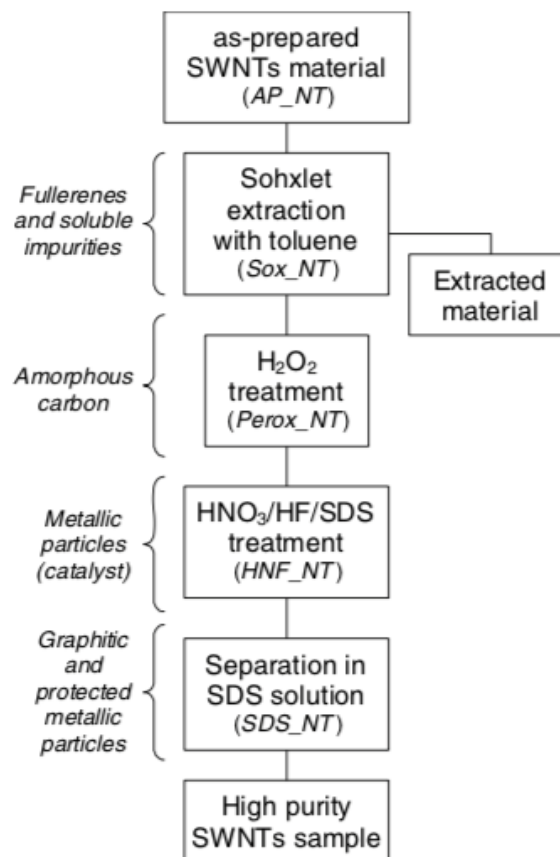 as-prepared
SWNTs material
(AP_NT)
Fullerenes
and soluble
impurities
Sohxlet
extraction
with toluene
(Sox_NT)
Extracted
material
Amorphous
carbon
H₂O₂
treatment
(Perox_NT)
Metallic
particles
(catalyst)
HNO₃/HF/SDS
treatment
(HNF_NT)
Graphitic
and
protected
metallic
particles
Separation in
SDS solution
(SDS_NT)
High purity
SWNTs sample